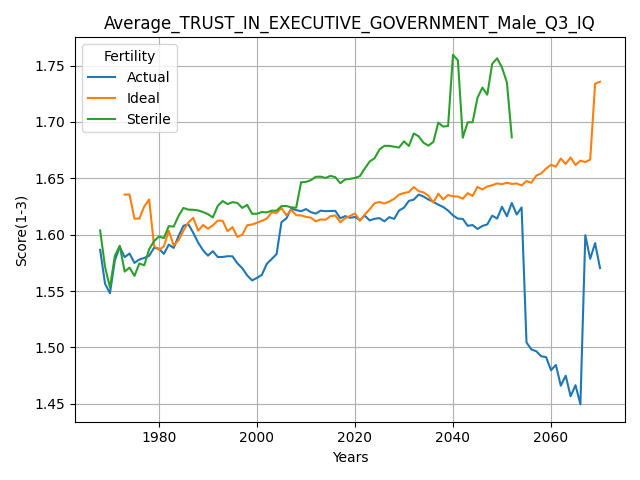 Average_TRUST_IN_EXECUTIVE_GOVERNMENT_Male_Q3_IQ
Fertility
Actual
Ideal
Sterile
Score(1-3)
1.75
1.70
1.65
1.60
1.55
1.50
1.45
1980
2000
2020
2040
2060
Years